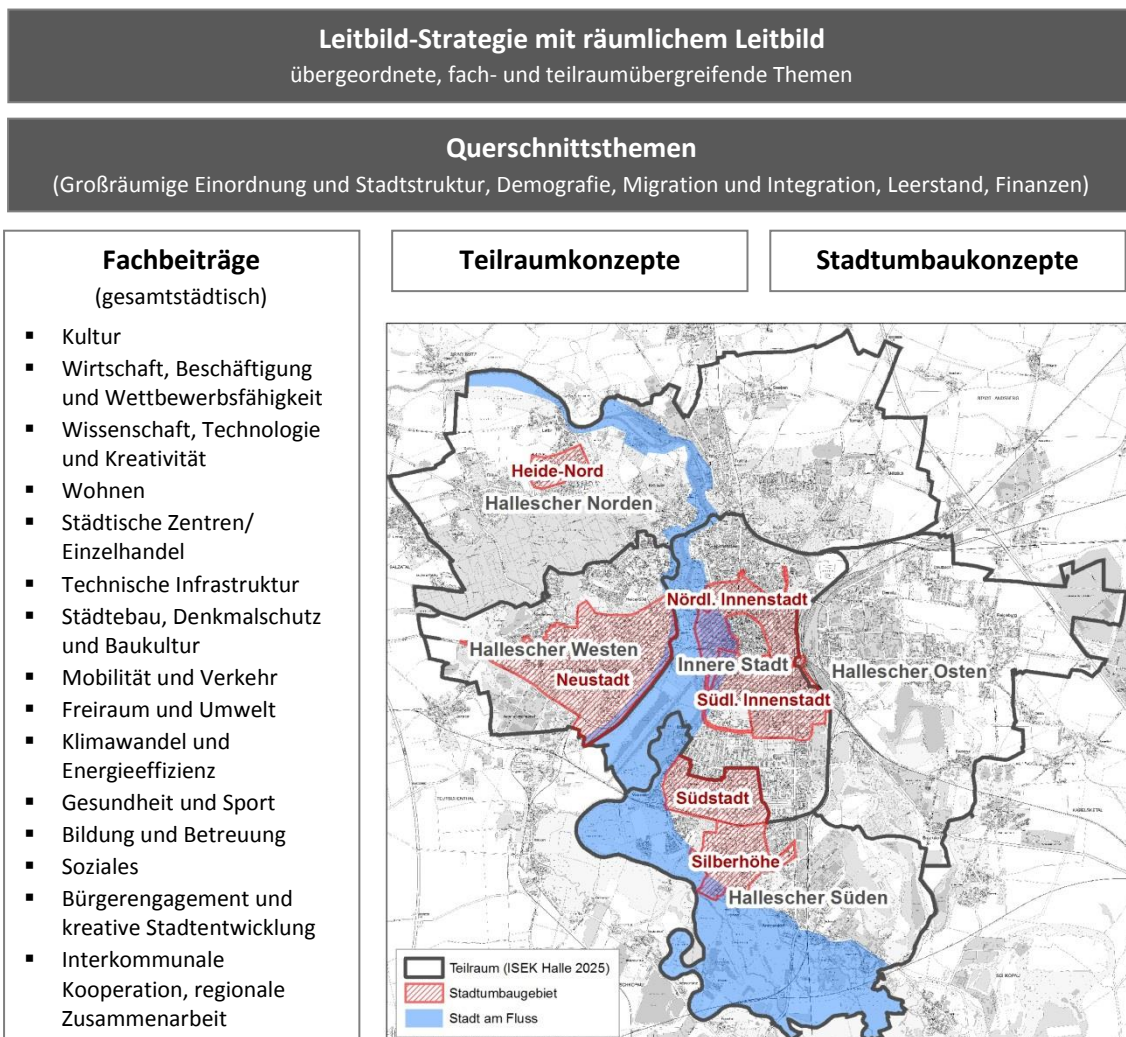 Leitbild-Strategie mit räumlichem Leitbild
übergeordnete, fach- und teilraumübergreifende Themen
Querschnittsthemen
(Großräumige Einordnung und Stadtstruktur, Demografie, Migration und Integration, Leerstand, Finanzen)
Fachbeiträge
(gesamtstädtisch)
▪ Kultur
▪ Wirtschaft, Beschäftigung
und Wettbewerbsfähigkeit
▪ Wissenschaft, Technologie
und Kreativität
▪ Wohnen
▪ Städtische Zentren/
Einzelhandel
▪ Technische Infrastruktur
▪ Städtebau, Denkmalschutz
und Baukultur
▪ Mobilität und Verkehr
▪ Freiraum und Umwelt
▪ Klimawandel und
Energieeffizienz
▪ Gesundheit und Sport
▪ Bildung und Betreuung
▪ Soziales
▪ Bürgerengagement und
kreative Stadtentwicklung
▪ Interkommunale
Kooperation, regionale
Zusammenarbeit
Teilraumkonzepte
Stadtumbaukonzepte
Heide-Nord
Hallescher Norden
Nördl. Innenstadt
Hallescher Westen
Innere Stadt
Hallescher Osten
Neustadt
Südl. Innenstadt
Südstadt
Silberhöhe
Hallescher Süden
Teilraum (ISEK Halle 2025)
Stadtumbaugebiet
Stadt am Fluss